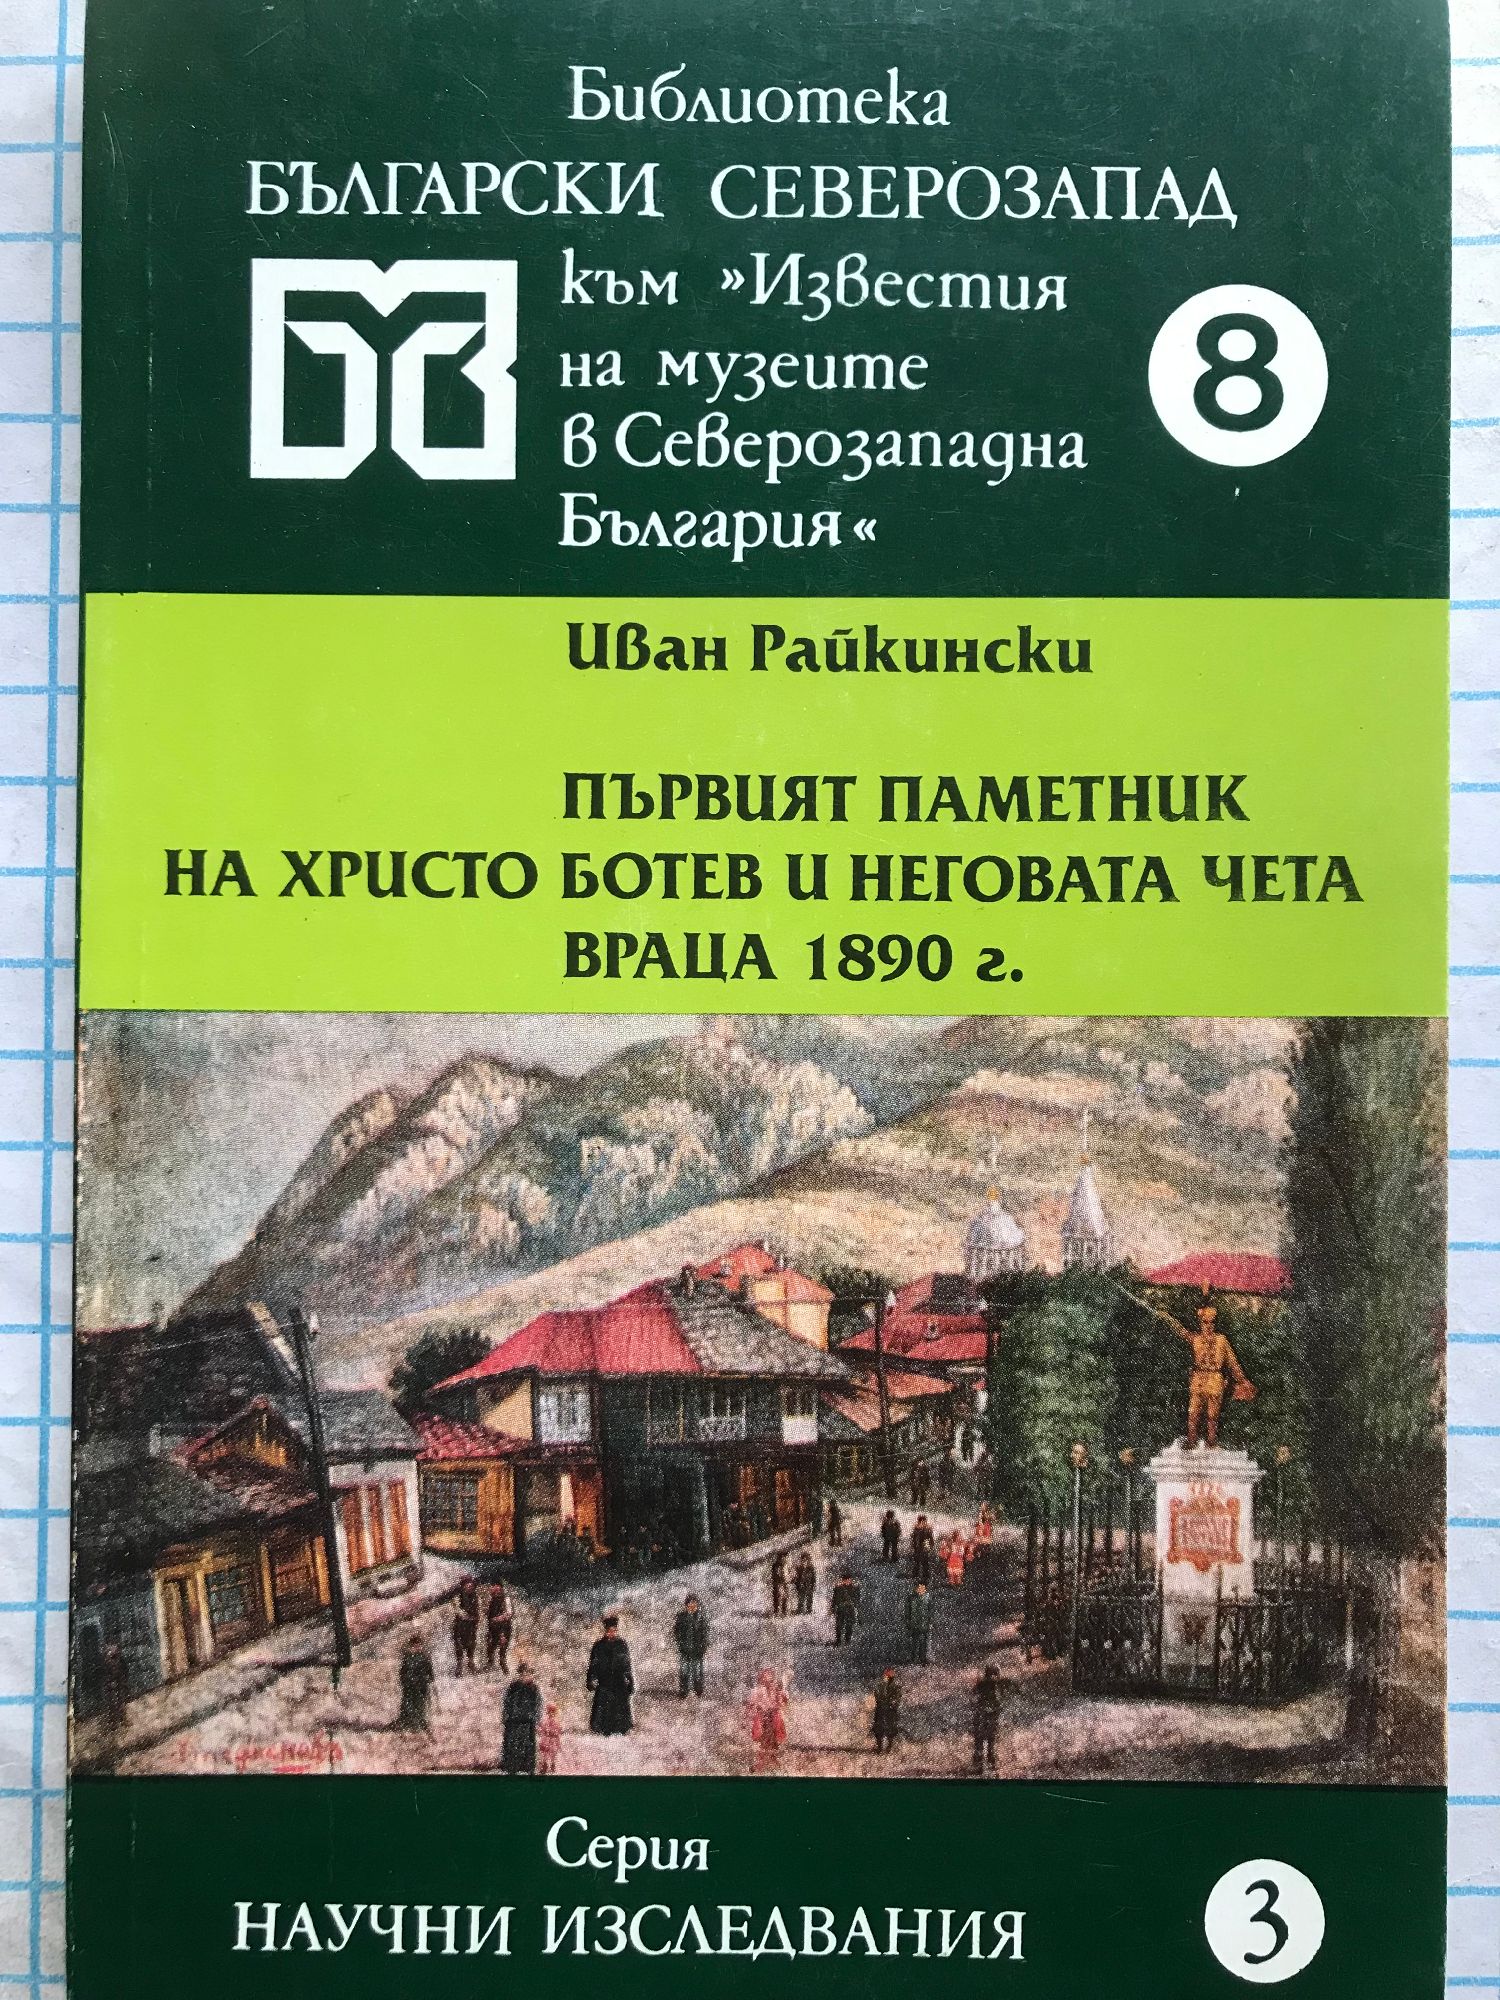 Библиотека
БЪЛГАРСКИ СЕВЕРОЗАПАД
към »Известия
на музеите
в Северозападна
България«
8
Иван Райкински
ПЪРВИЯТ ПАМЕТНИК
НА ХРИСТО БОТЕВ И НЕГОВАТА ЧЕТА
ВРАЦА 1890 г.
Серия
НАУЧНИ ИЗСЛЕДВАНИЯ
3